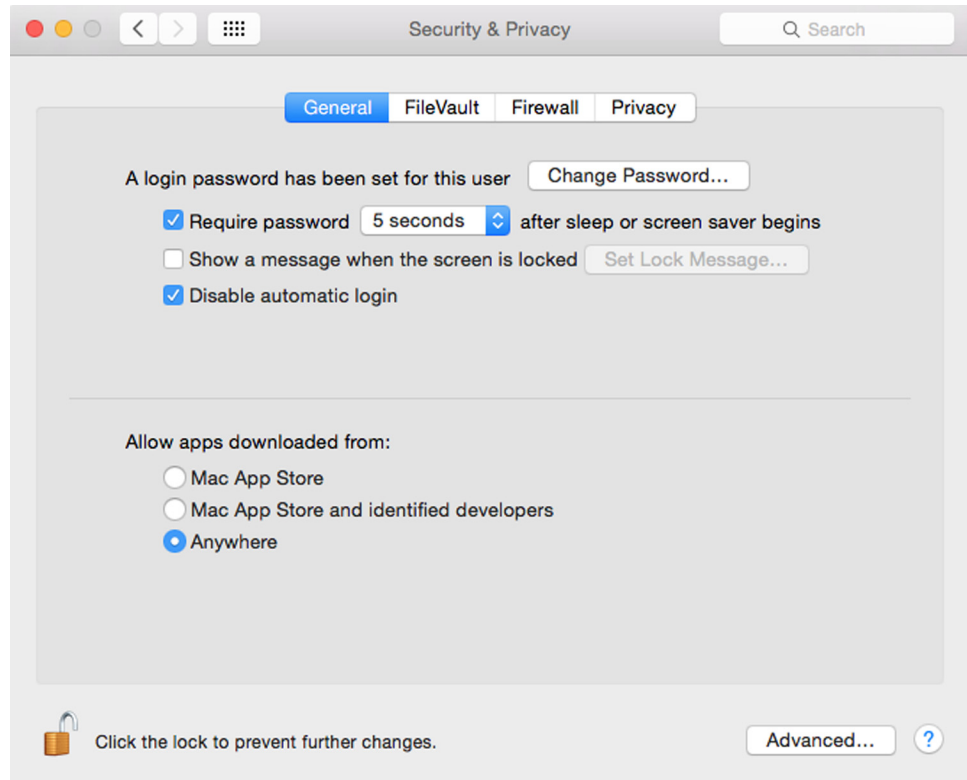 Security & Privacy
Search
General FileVault Firewall Privacy
A login password has been set for this user Change Password...
Require password 5 seconds after sleep or screen saver begins
Show a message when the screen is locked Set Lock Message...
Disable automatic login
Allow apps downloaded from:
Mac App Store
Mac App Store and identified developers
Anywhere
Click the lock to prevent further changes. Advanced... ?